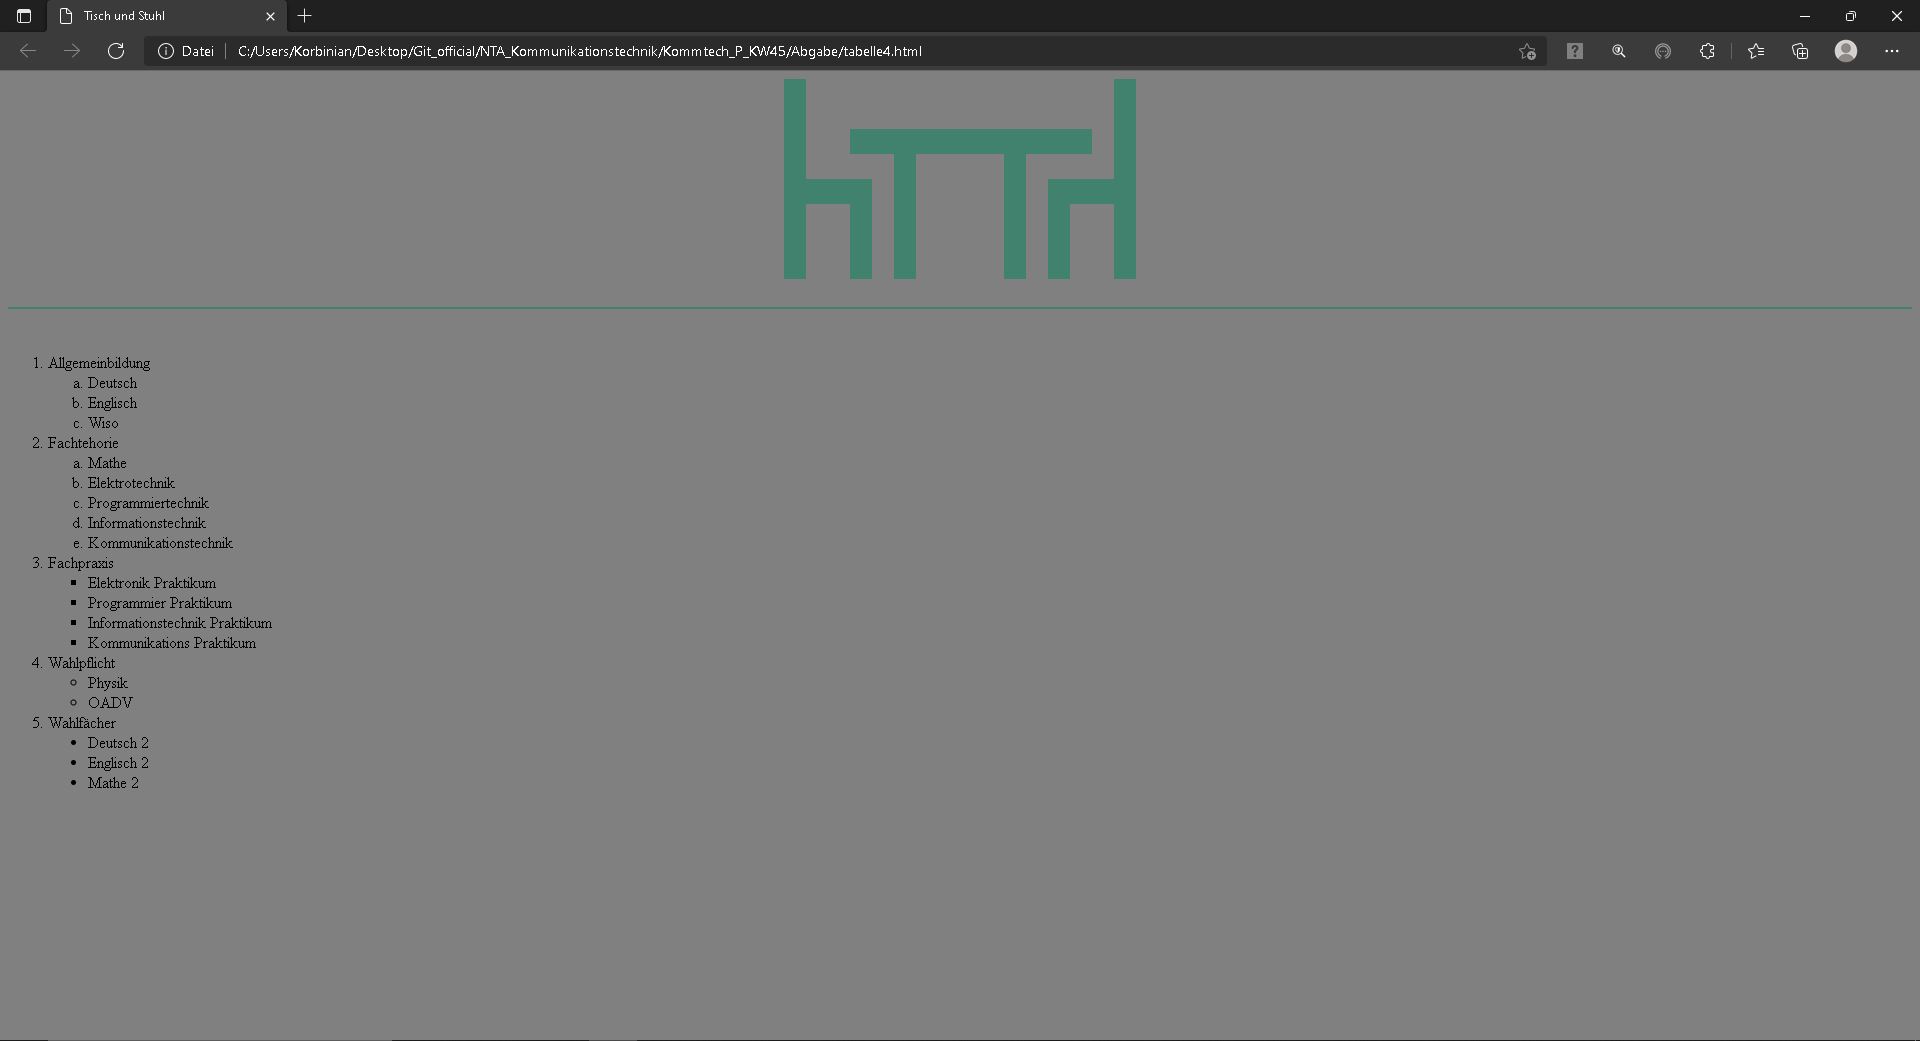 Tisch und Stuhl
Datei C:/Users/Korbinian/Desktop/Git_official/NTA_Kommunikationstechnik/Kommtech_P_KW45/Abgabe/tabelle4.html
1. Allgemeinbildung
a. Deutsch
b. Englisch
c. Wiso
2. Fachtehorie
a. Mathe
b. Elektrotechnik
c. Programmiertechnik
d. Informationstechnik
e. Kommunikationstechnik
3. Fachpraxis
Elektronik Praktikum
Programmier Praktikum
Informationstechnik Praktikum
Kommunikations Praktikum
4. Wahlpflicht
Physik
OADV
5. Wahlfächer
Deutsch 2
Englisch 2
Mathe 2